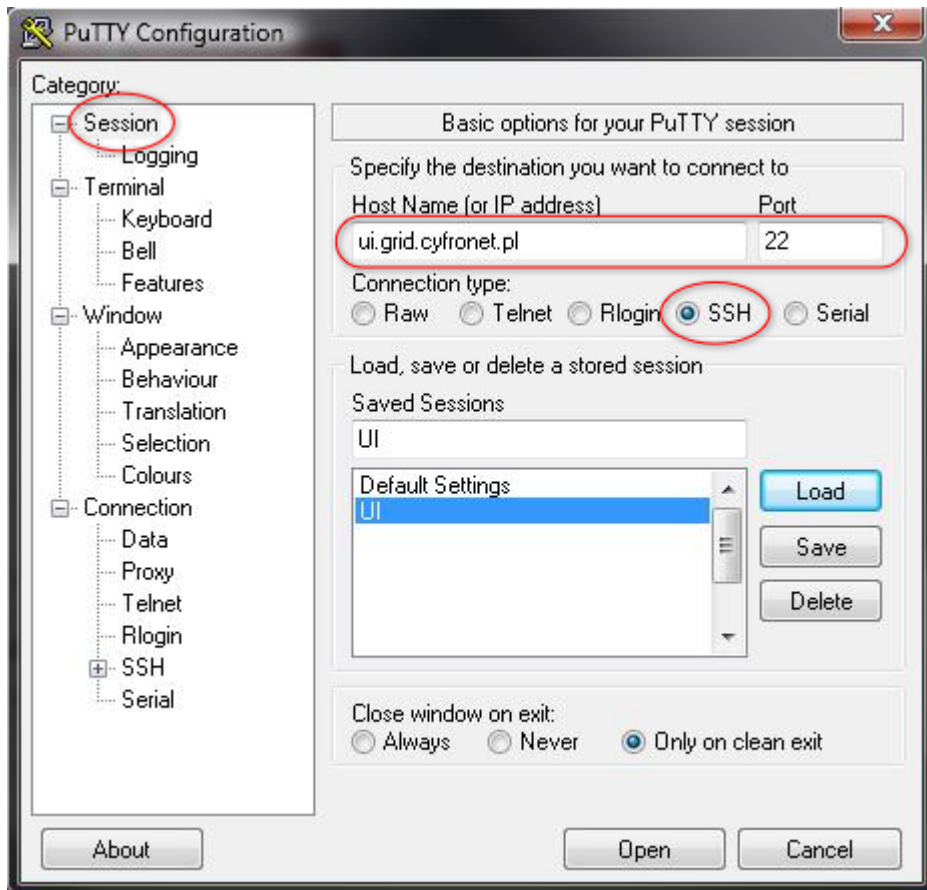 PuTTY Configuration
Category:
Session
Logging
Terminal
Keyboard
Bell
Features
Window
Appearance
Behaviour
Translation
Selection
Colours
Connection
Data
Proxy
Telnet
Rlogin
SSH
Serial
Basic options for your PuTTY session
Specify the destination you want to connect to
Host Name (or IP address) Port
ui.grid.cyfronet.pl 22
Connection type:
Raw Telnet Rlogin SSH Serial
Load, save or delete a stored session
Saved Sessions
UI
Default Settings
UI
Load
Save
Delete
Close window on exit:
Always Never Only on clean exit
About Open Cancel